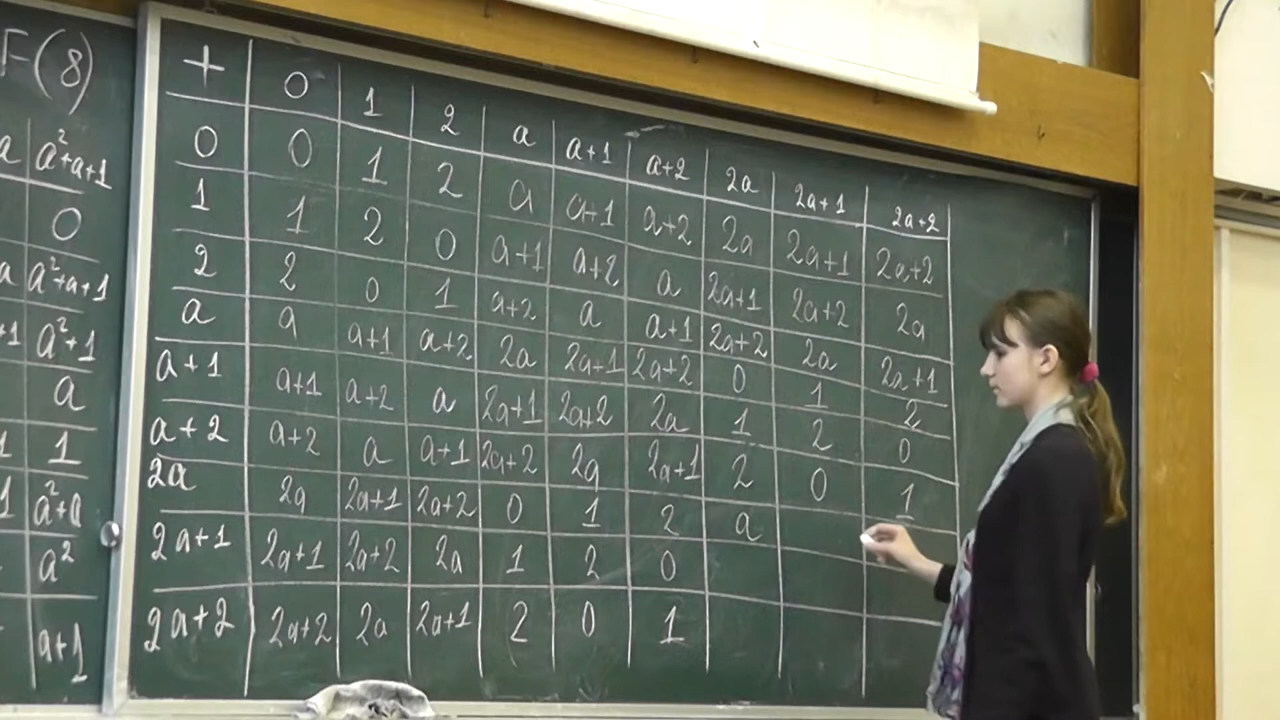 F(8)
a | a²+a+1
0
a | a²+a+1
+1 | a²+1
a
1 | 1
1 | a²+a
a²
a+1
+ | 0 | 1 | 2 | a | a+1 | a+2 | 2a | 2a+1 | 2a+2
0 | 0 | 1 | 2 | a | a+1 | a+2 | 2a | 2a+1 | 2a+2
1 | 1 | 2 | 0 | a+1 | a+2 | a | 2a+1 | 2a+2 | 2a
2 | 2 | 0 | 1 | a+2 | a | a+1 | 2a+2 | 2a | 2a+1
a | a | a+1 | a+2 | 2a | 2a+1 | 2a+2 | 0 | 1 | 2
a+1 | a+1 | a+2 | a | 2a+1 | 2a+2 | 2a | 1 | 2 | 0
a+2 | a+2 | a | a+1 | 2a+2 | 2a | 2a+1 | 2 | 0 | 1
2a | 2a | 2a+1 | 2a+2 | 0 | 1 | 2 | a
2a+1 | 2a+1 | 2a+2 | 2a | 1 | 2 | 0
2a+2 | 2a+2 | 2a | 2a+1 | 2 | 0 | 1